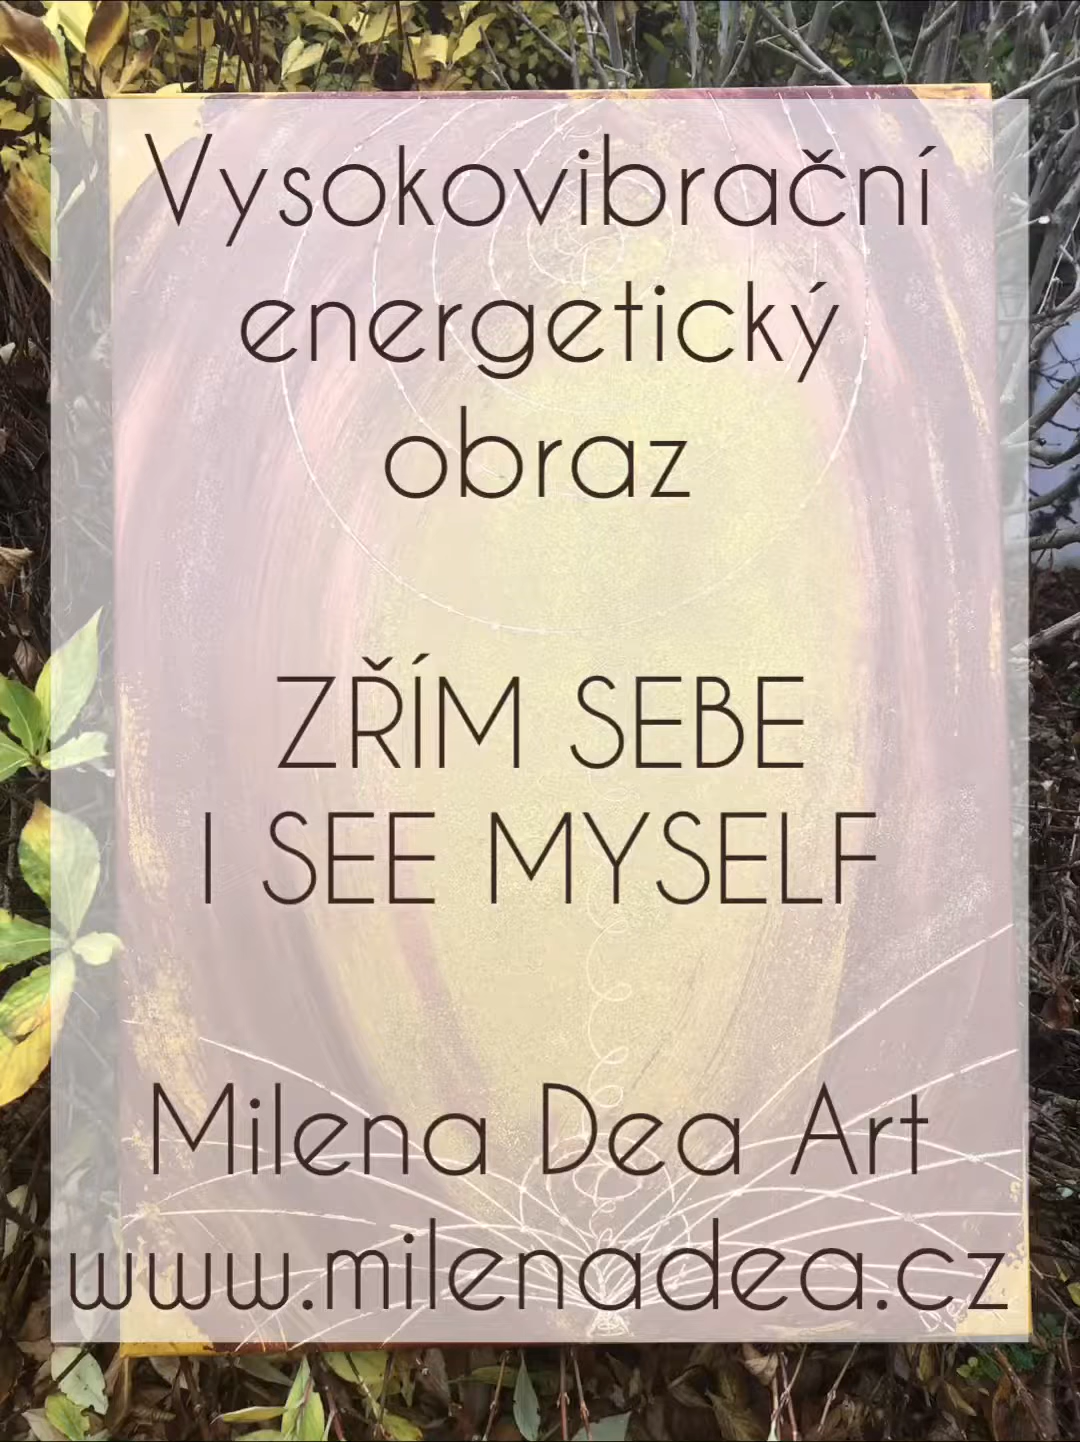 Vysokovibrační
energetický
obraz
ZŘÍM SEBE
I SEE MYSELF
Milena Dea Art
www.milenadea.cz